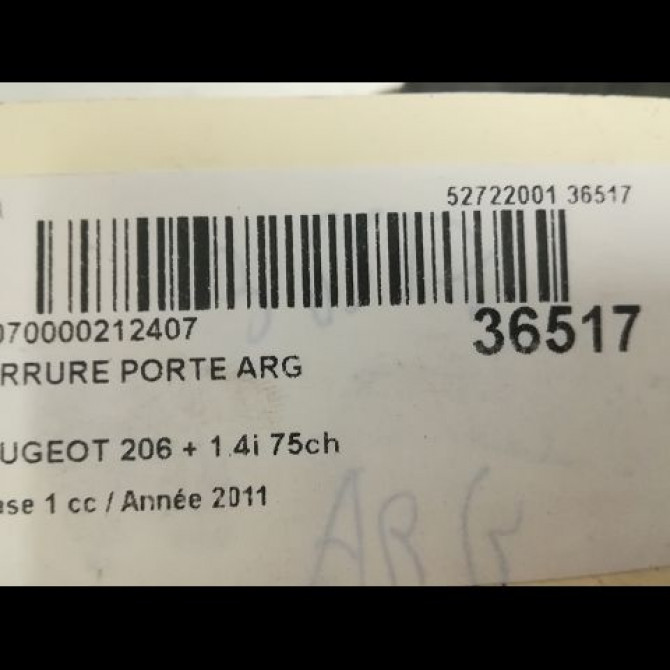 52722001 36517
070000212407
36517
RRURE PORTE ARG
UGEOT 206 + 1.4i 75ch
ase 1 cc / Année 2011
ARG